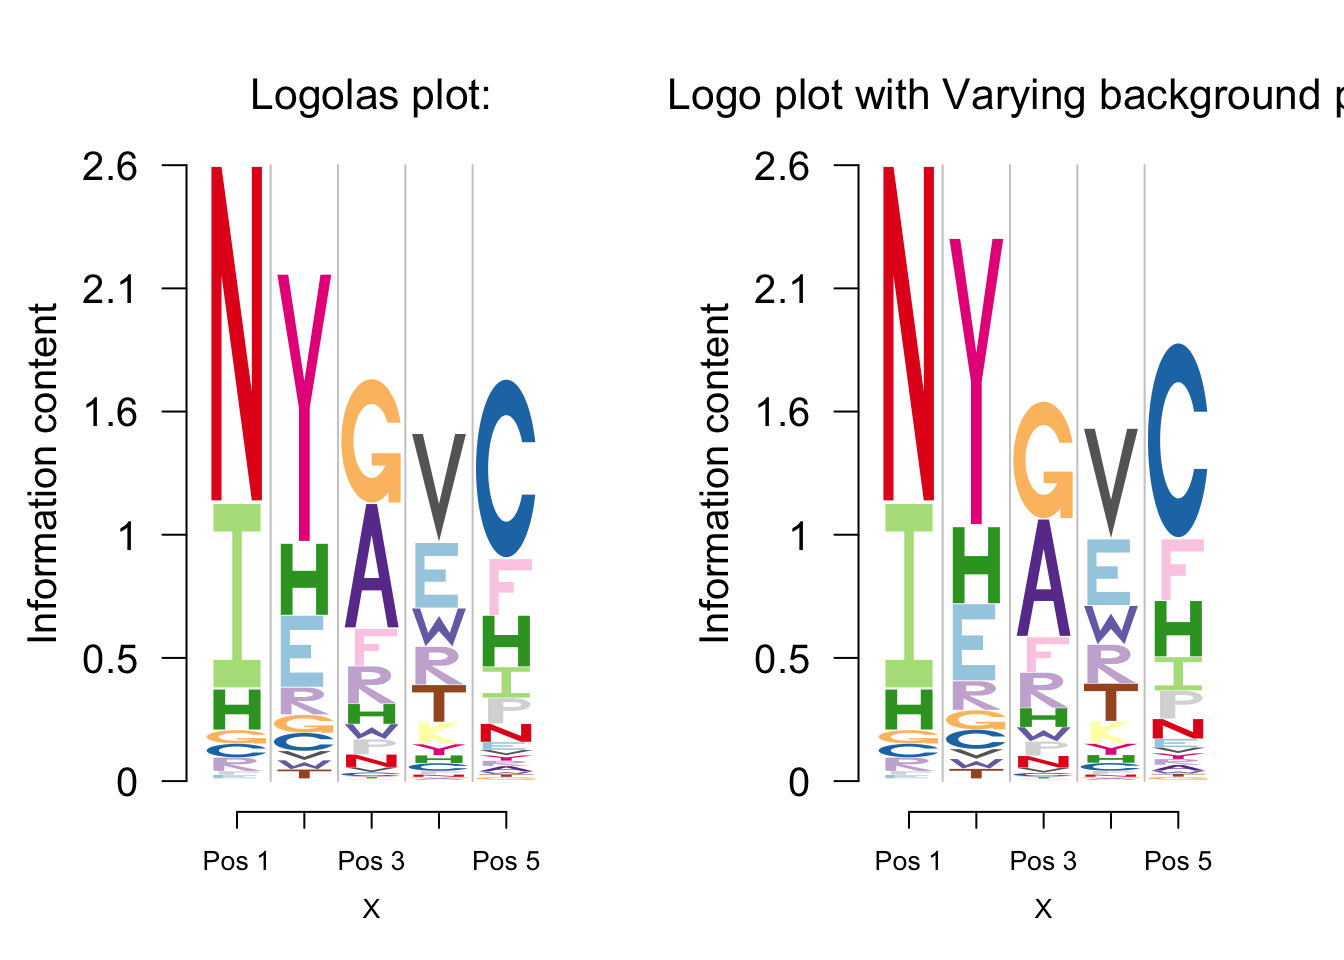 Logolas plot:
Information content
2.6
2.1
1.6
1
0.5
0
N
I
H
G
C
R
Y
H
E
R
G
C
V
W
T
G
A
F
R
H
W
P
N
V
E
W
R
T
K
Y
H
C
C
F
H
I
P
N
E
Pos 1
Pos 3
Pos 5
X
Logo plot with Varying background p
Information content
2.6
2.1
1.6
1
0.5
0
N
I
H
G
C
R
Y
H
E
R
G
C
V
W
T
G
A
F
R
H
W
P
N
V
E
W
R
T
K
Y
H
C
C
F
H
I
P
N
E
Pos 1
Pos 3
Pos 5
X